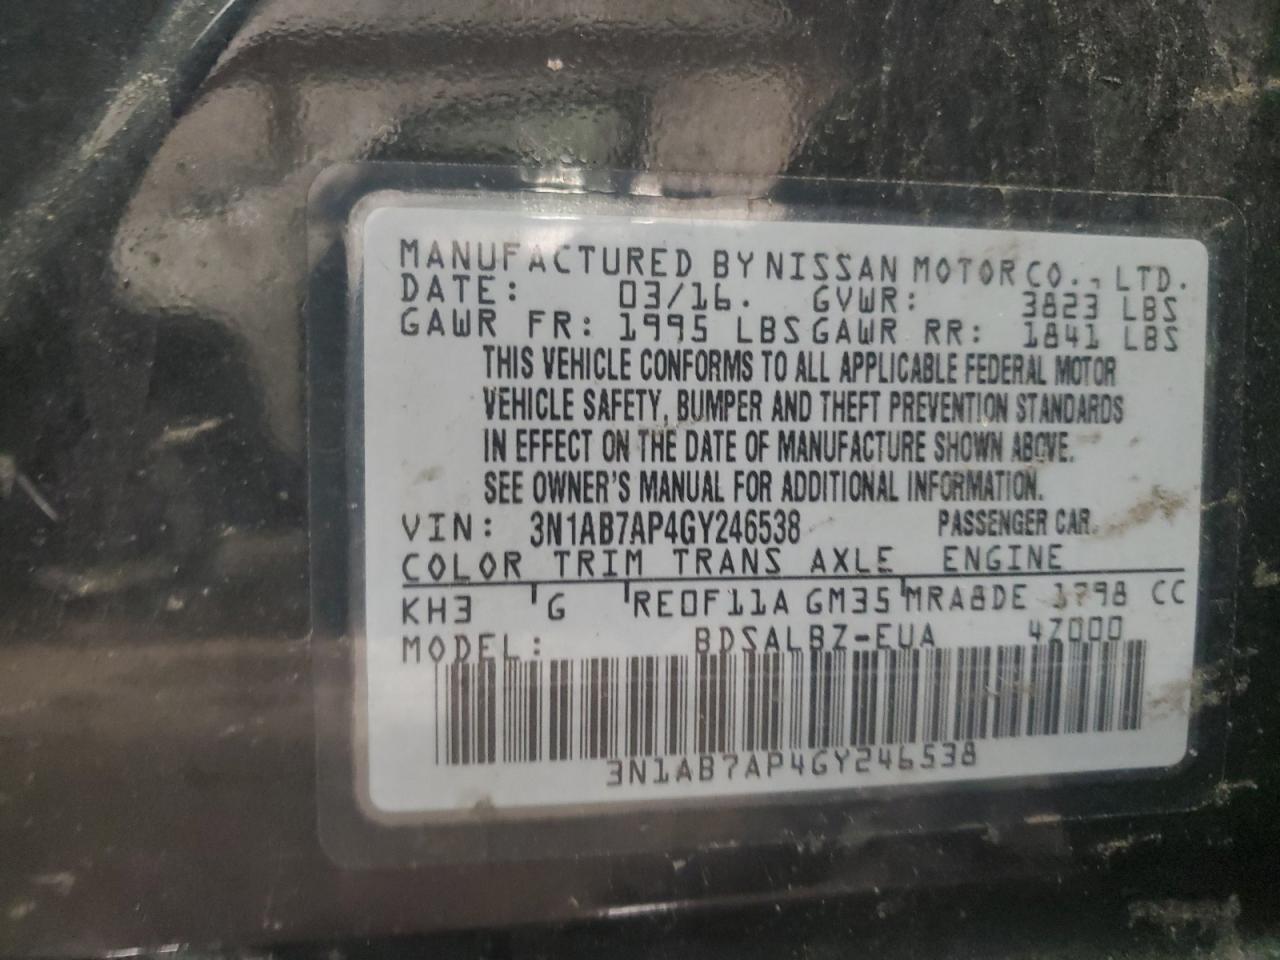 MANUFACTURED BY NISSAN MOTOR CO., LTD.
DATE: 03/16. GVWR: 3823 LBS
GAWR FR: 1995 LBS GAWR RR: 1841 LBS
THIS VEHICLE CONFORMS TO ALL APPLICABLE FEDERAL MOTOR
VEHICLE SAFETY, BUMPER AND THEFT PREVENTION STANDARDS
IN EFFECT ON THE DATE OF MANUFACTURE SHOWN ABOVE.
SEE OWNER'S MANUAL FOR ADDITIONAL INFORMATION.
VIN: 3N1AB7AP4GY246538 PASSENGER CAR.
COLOR TRIM TRANS AXLE ENGINE
KH3 G RE0F11A GM35 MRA8DE 1798 CC
MODEL: BDSALBZ-EUA 4Z000
3N1AB7AP4GY246538